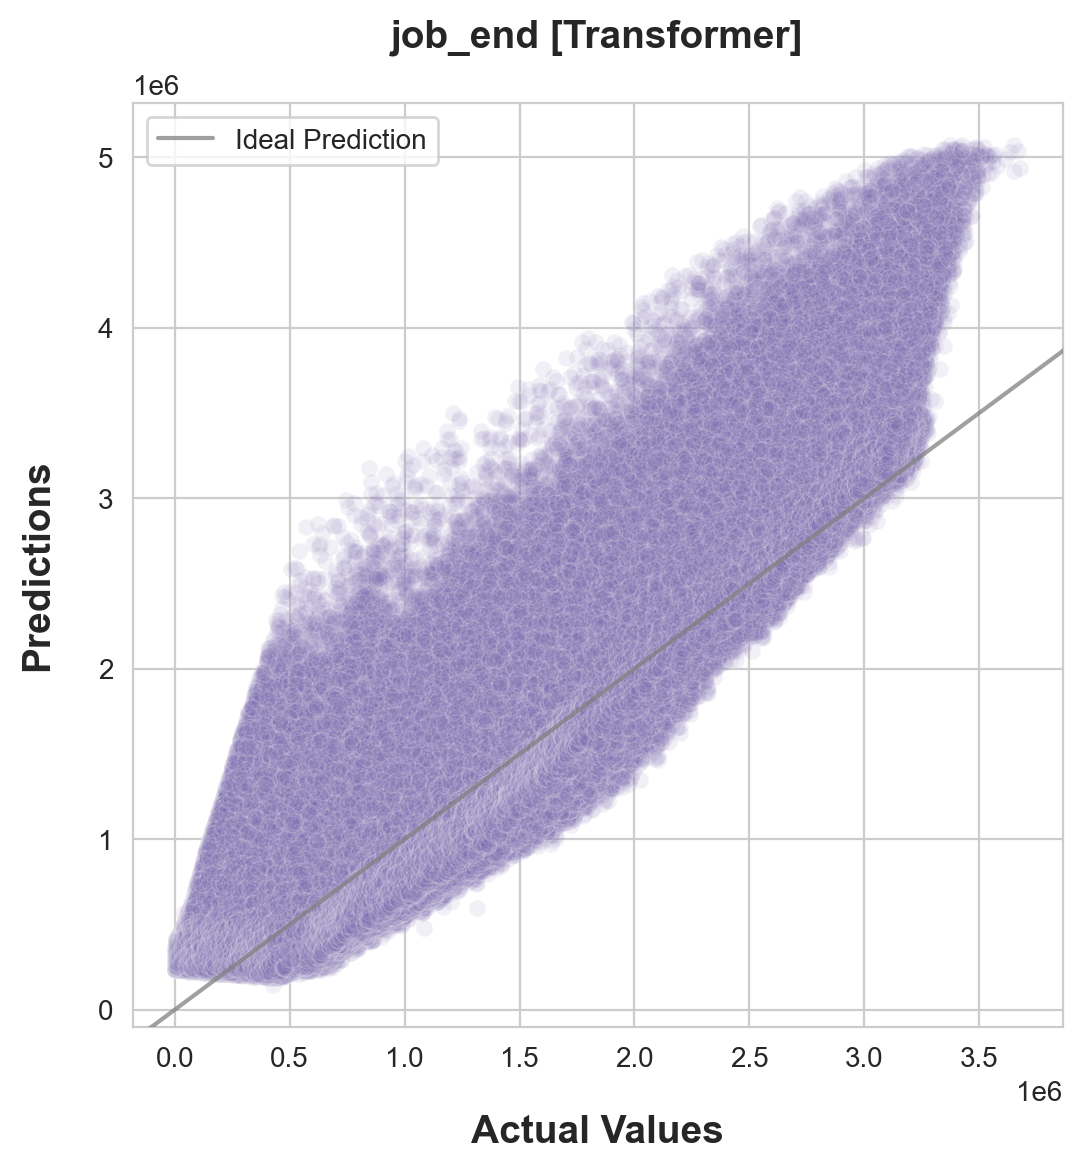 job_end [Transformer]
1e6
Ideal Prediction
5
4
3
2
1
0
Predictions
0.0 0.5 1.0 1.5 2.0 2.5 3.0 3.5
1e6
Actual Values